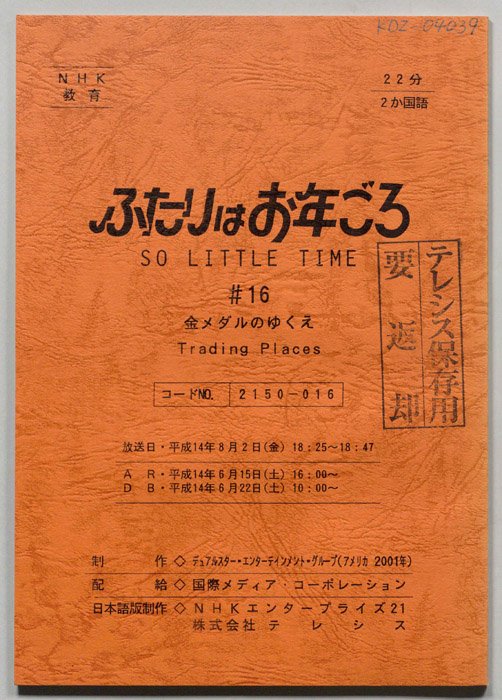 KDZ-04039
NHK
教育
22分
2か国語
ふたりはお年ごろ
SO LITTLE TIME
#16
金メダルのゆくえ
Trading Places
コードNO. 2150-016
テレシス保存用
要返却
放送日・平成14年8月2日(金) 18:25〜18:47
AR・平成14年6月15日(土) 16:00〜
DB・平成14年6月22日(土) 10:00〜
制作◇デュアルスター・エンターテインメント・グループ(アメリカ 2001年)
配給◇国際メディア・コーポレーション
日本語版制作◇NHKエンタープライズ21
株式会社テレシス